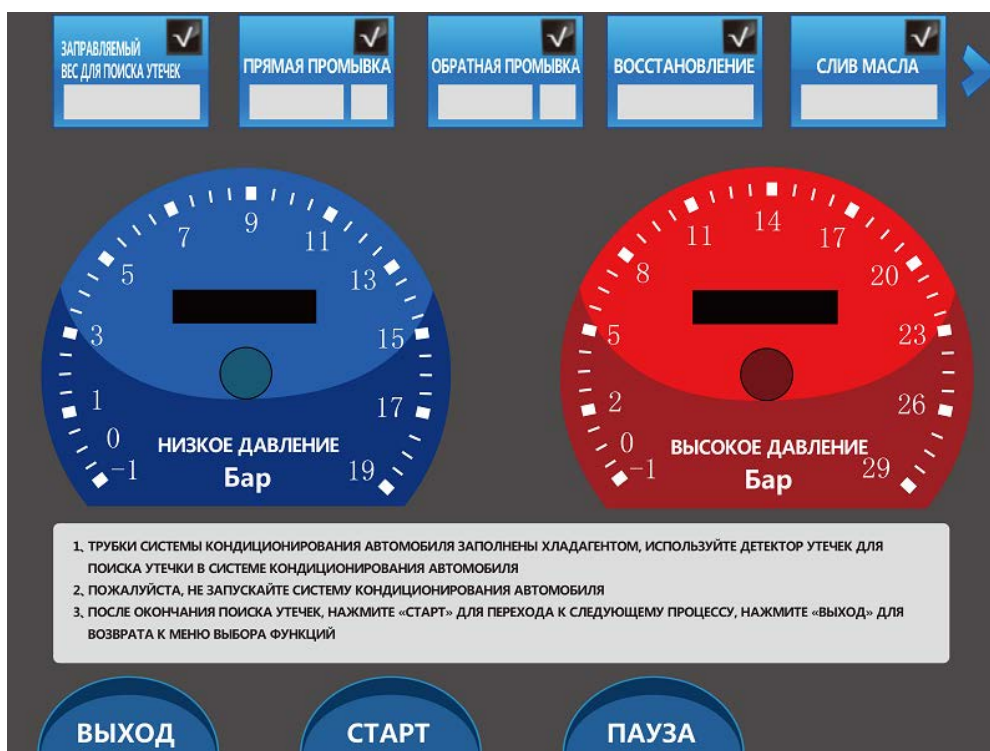 ЗАПРАВЛЯЕМЫЙ
ВЕС ДЛЯ ПОИСКА УТЕЧЕК
ПРЯМАЯ ПРОМЫВКА
ОБРАТНАЯ ПРОМЫВКА
ВОССТАНОВЛЕНИЕ
СЛИВ МАСЛА
-1
0
1
3
5
7
9
11
13
15
17
19
НИЗКОЕ ДАВЛЕНИЕ
Бар
-1
0
2
5
8
11
14
17
20
23
26
29
ВЫСОКОЕ ДАВЛЕНИЕ
Бар
1、ТРУБКИ СИСТЕМЫ КОНДИЦИОНИРОВАНИЯ АВТОМОБИЛЯ ЗАПОЛНЕНЫ ХЛАДАГЕНТОМ, ИСПОЛЬЗУЙТЕ ДЕТЕКТОР УТЕЧЕК ДЛЯ
ПОИСКА УТЕЧКИ В СИСТЕМЕ КОНДИЦИОНИРОВАНИЯ АВТОМОБИЛЯ
2、ПОЖАЛУЙСТА, НЕ ЗАПУСКАЙТЕ СИСТЕМУ КОНДИЦИОНИРОВАНИЯ АВТОМОБИЛЯ
3、ПОСЛЕ ОКОНЧАНИЯ ПОИСКА УТЕЧЕК, НАЖМИТЕ «СТАРТ» ДЛЯ ПЕРЕХОДА К СЛЕДУЮЩЕМУ ПРОЦЕССУ, НАЖМИТЕ «ВЫХОД» ДЛЯ
ВОЗВРАТА К МЕНЮ ВЫБОРА ФУНКЦИЙ
ВЫХОД
СТАРТ
ПАУЗА